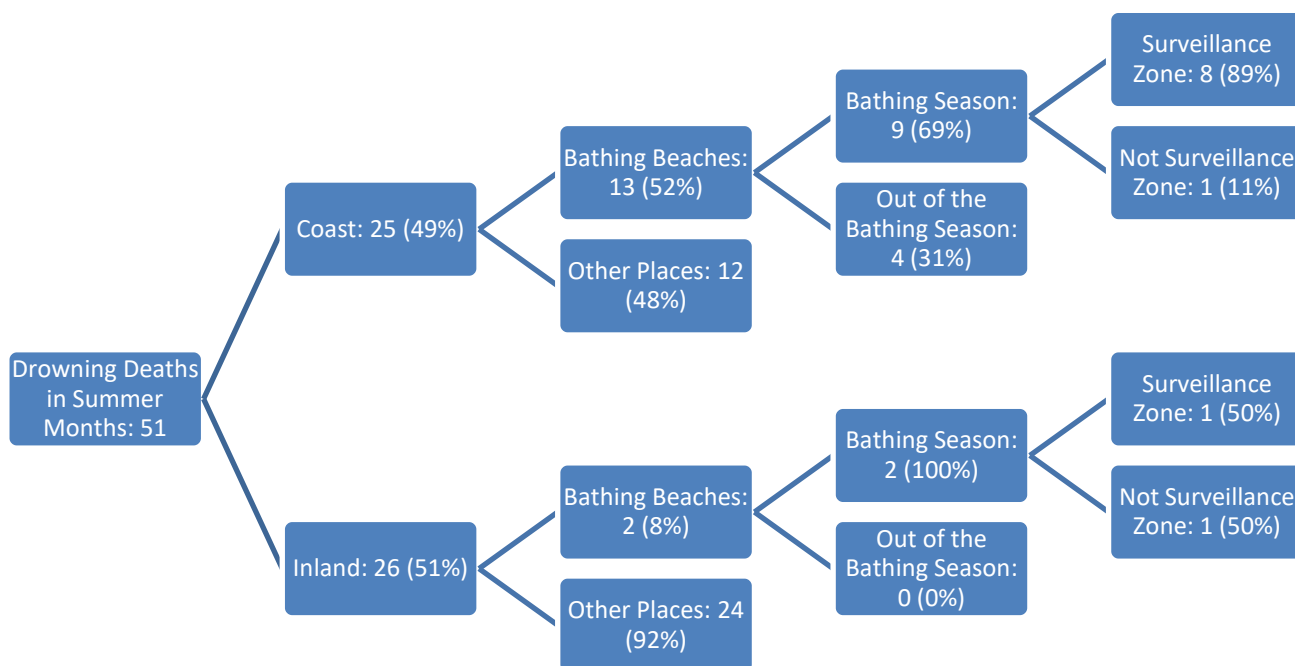 Drowning Deaths
in Summer
Months: 51
Coast: 25 (49%)
Bathing Beaches:
13 (52%)
Bathing Season:
9 (69%)
Surveillance
Zone: 8 (89%)
Not Surveillance
Zone: 1 (11%)
Out of the
Bathing Season:
4 (31%)
Other Places: 12
(48%)
Inland: 26 (51%)
Bathing Beaches:
2 (8%)
Bathing Season:
2 (100%)
Surveillance
Zone: 1 (50%)
Not Surveillance
Zone: 1 (50%)
Out of the
Bathing Season:
0 (0%)
Other Places: 24
(92%)